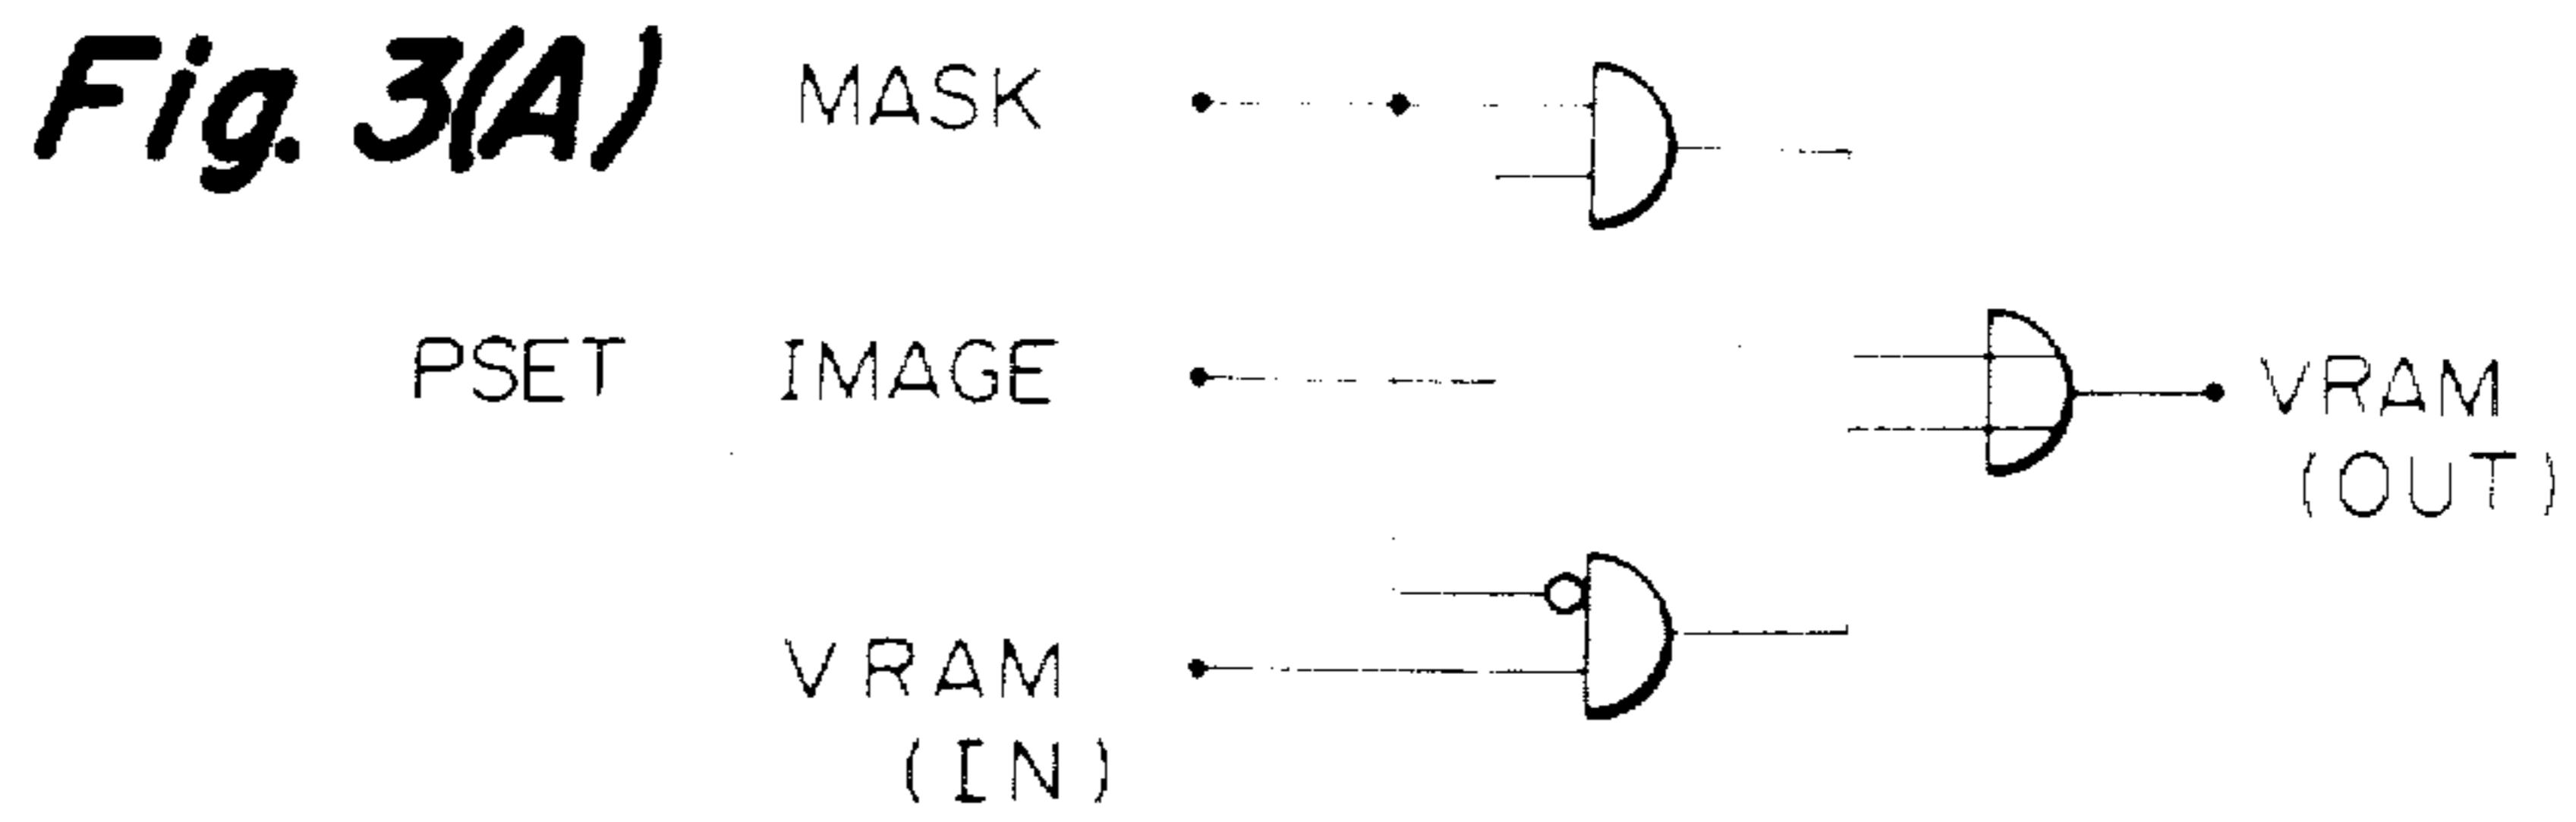 Fig. 3(A)
MASK
PSET IMAGE
VRAM
(OUT)
VRAM
(IN)